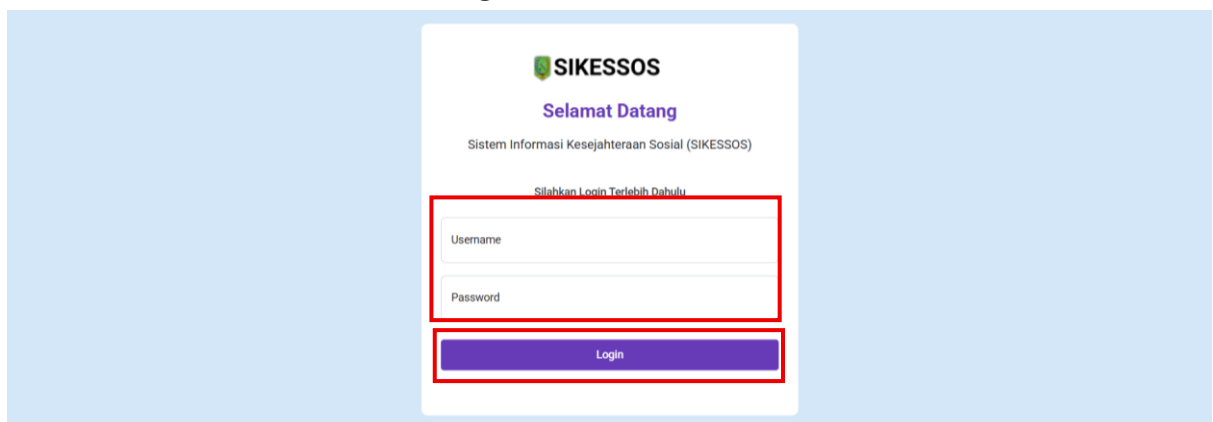 SIKESSOS
Selamat Datang
Sistem Informasi Kesejahteraan Sosial (SIKESSOS)
Silahkan Login Terlebih Dahulu
Username
Password
Login